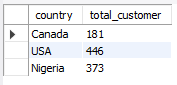 country total_customer
Canada 181
USA 446
Nigeria 373